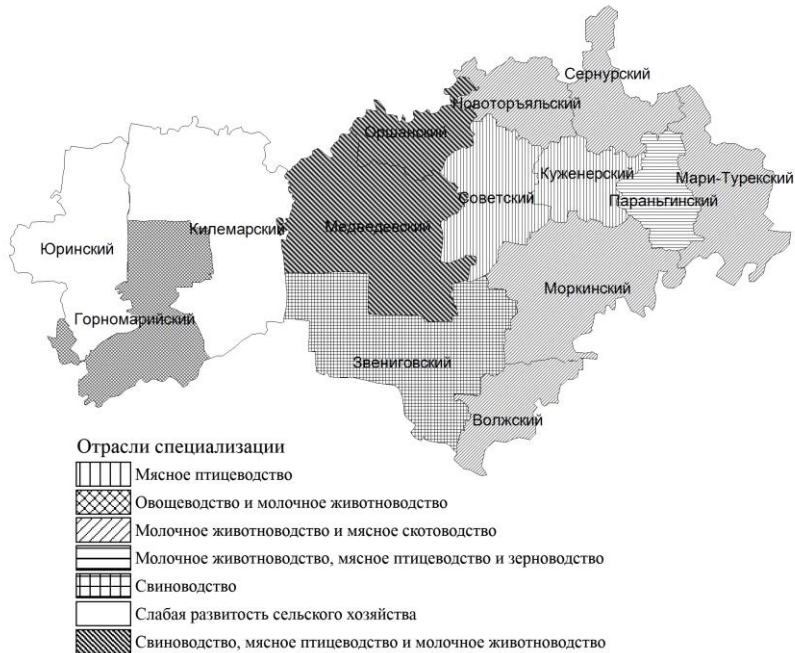 Сернурский
Новоторъяльский
Оршанский
Куженерский
Мари-Турекский
Советский
Параньгинский
Килемарский
Медведевский
Юринский
Моркинский
Горномарийский
Звениговский
Волжский
Отрасли специализации
Мясное птицеводство
Овощеводство и молочное животноводство
Молочное животноводство и мясное скотоводство
Молочное животноводство, мясное птицеводство и зерноводство
Свиноводство
Слабая развитость сельского хозяйства
Свиноводство, мясное птицеводство и молочное животноводство